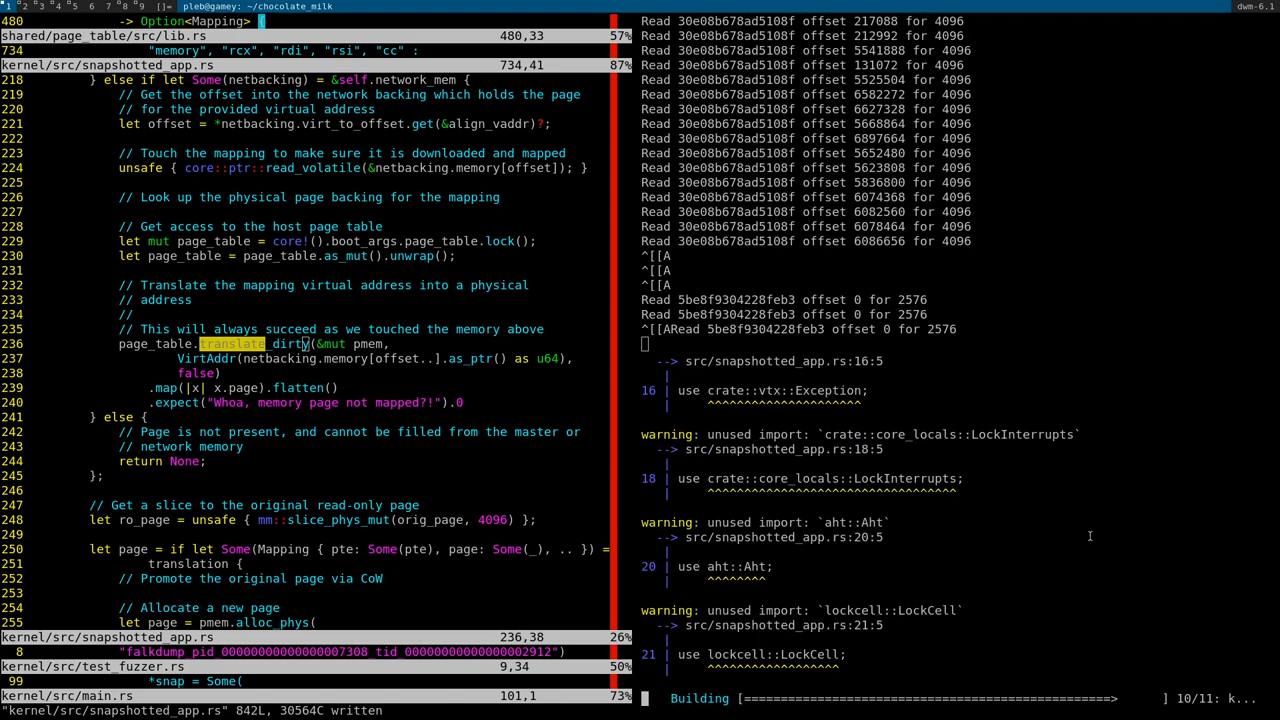 1 2 3 4 5 6 7 8 9 []= pleb@gamey: ~/chocolate_milk dwm-6.1
480 -> Option<Mapping> {
shared/page_table/src/lib.rs 480,33 57%
734 "memory", "rcx", "rdi", "rsi", "cc" :
kernel/src/snapshotted_app.rs 734,41 87%
218 } else if let Some(netbacking) = &self.network_mem {
219 // Get the offset into the network backing which holds the page
220 // for the provided virtual address
221 let offset = *netbacking.virt_to_offset.get(&align_vaddr)?;
222
223 // Touch the mapping to make sure it is downloaded and mapped
224 unsafe { core::ptr::read_volatile(&netbacking.memory[offset]); }
225
226 // Look up the physical page backing for the mapping
227
228 // Get access to the host page table
229 let mut page_table = core!().boot_args.page_table.lock();
230 let page_table = page_table.as_mut().unwrap();
231
232 // Translate the mapping virtual address into a physical
233 // address
234 //
235 // This will always succeed as we touched the memory above
236 page_table.translate_dirty(&mut pmem,
237 VirtAddr(netbacking.memory[offset..].as_ptr() as u64),
238 false)
239 .map(|x| x.page).flatten()
240 .expect("Whoa, memory page not mapped?!").0
241 } else {
242 // Page is not present, and cannot be filled from the master or
243 // network memory
244 return None;
245 };
246
247 // Get a slice to the original read-only page
248 let ro_page = unsafe { mm::slice_phys_mut(orig_page, 4096) };
249
250 let page = if let Some(Mapping { pte: Some(pte), page: Some(_), .. }) =
251 translation {
252 // Promote the original page via CoW
253
254 // Allocate a new page
255 let page = pmem.alloc_phys(
kernel/src/snapshotted_app.rs 236,38 26%
8 "falkdump_pid_00000000000000007308_tid_00000000000000002912")
kernel/src/test_fuzzer.rs 9,34 50%
99 *snap = Some(
kernel/src/main.rs 101,1 73%
"kernel/src/snapshotted_app.rs" 842L, 30564C written
Read 30e08b678ad5108f offset 217088 for 4096
Read 30e08b678ad5108f offset 212992 for 4096
Read 30e08b678ad5108f offset 5541888 for 4096
Read 30e08b678ad5108f offset 131072 for 4096
Read 30e08b678ad5108f offset 5525504 for 4096
Read 30e08b678ad5108f offset 6582272 for 4096
Read 30e08b678ad5108f offset 6627328 for 4096
Read 30e08b678ad5108f offset 5668864 for 4096
Read 30e08b678ad5108f offset 6897664 for 4096
Read 30e08b678ad5108f offset 5652480 for 4096
Read 30e08b678ad5108f offset 5623808 for 4096
Read 30e08b678ad5108f offset 5836800 for 4096
Read 30e08b678ad5108f offset 6074368 for 4096
Read 30e08b678ad5108f offset 6082560 for 4096
Read 30e08b678ad5108f offset 6078464 for 4096
Read 30e08b678ad5108f offset 6086656 for 4096
^[[A
^[[A
^[[A
Read 5be8f9304228feb3 offset 0 for 2576
Read 5be8f9304228feb3 offset 0 for 2576
^[[ARead 5be8f9304228feb3 offset 0 for 2576
--> src/snapshotted_app.rs:16:5
|
16 | use crate::vtx::Exception;
| ^^^^^^^^^^^^^^^^^^^^^
warning: unused import: `crate::core_locals::LockInterrupts`
--> src/snapshotted_app.rs:18:5
|
18 | use crate::core_locals::LockInterrupts;
| ^^^^^^^^^^^^^^^^^^^^^^^^^^^^^^^^^^
warning: unused import: `aht::Aht`
--> src/snapshotted_app.rs:20:5
|
20 | use aht::Aht;
| ^^^^^^^^
warning: unused import: `lockcell::LockCell`
--> src/snapshotted_app.rs:21:5
|
21 | use lockcell::LockCell;
| ^^^^^^^^^^^^^^^^^^
Building [==================================================> ] 10/11: k...